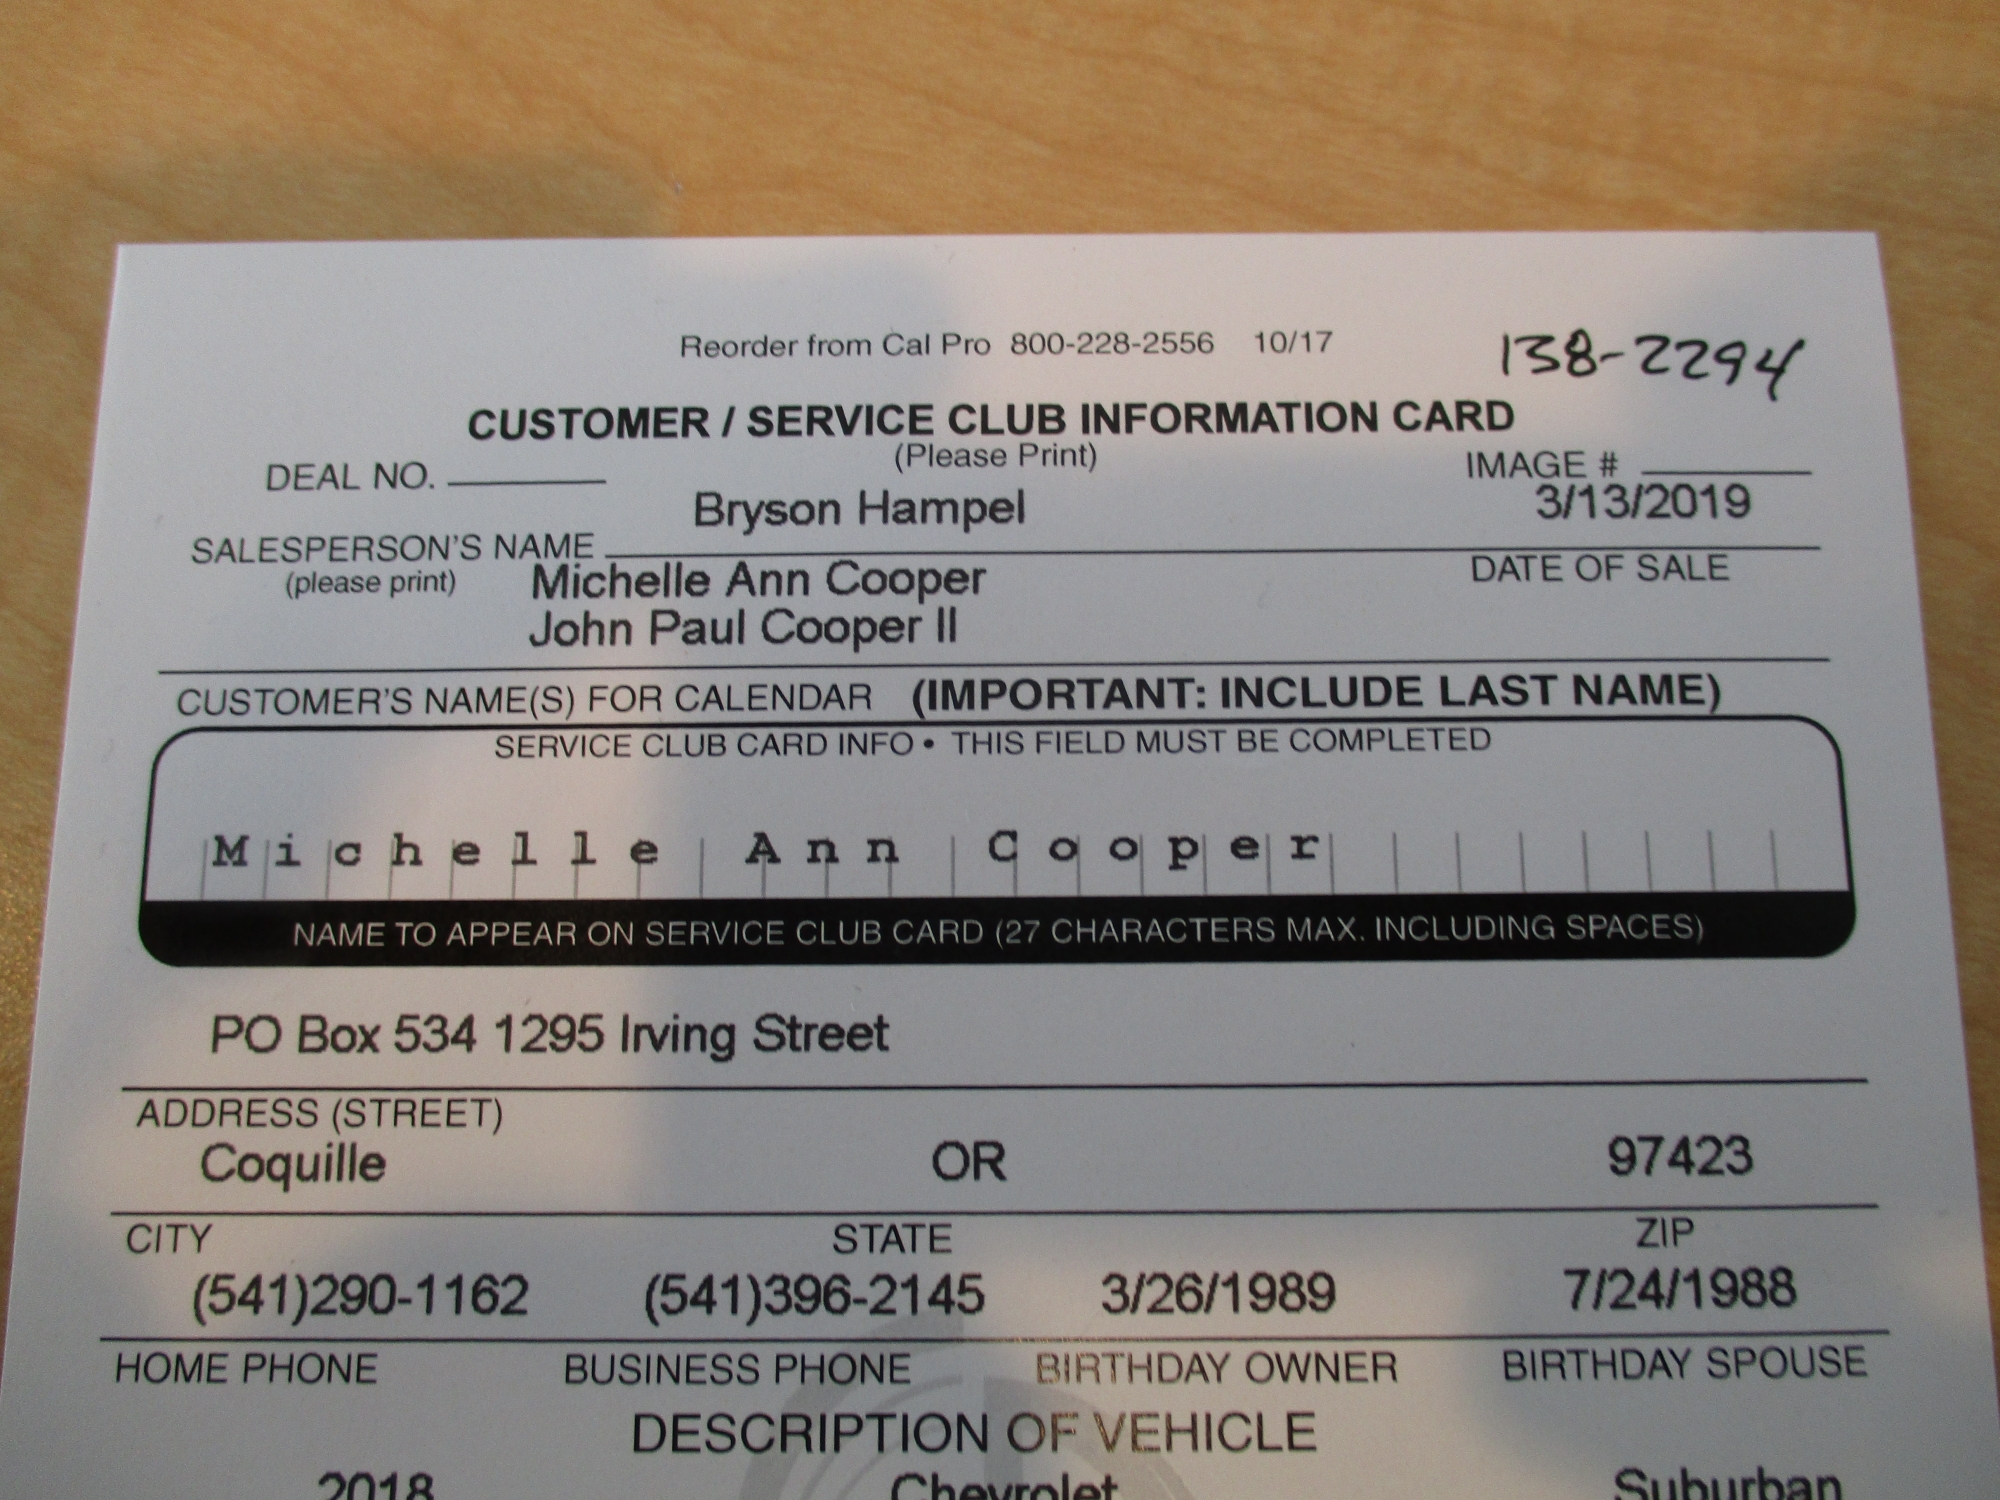 Reorder from Cal Pro 800-228-2556 10/17
138-2294
CUSTOMER / SERVICE CLUB INFORMATION CARD
(Please Print)
DEAL NO. IMAGE #
Bryson Hampel 3/13/2019
SALESPERSON'S NAME DATE OF SALE
(please print) Michelle Ann Cooper
John Paul Cooper II
CUSTOMER'S NAME(S) FOR CALENDAR (IMPORTANT: INCLUDE LAST NAME)
SERVICE CLUB CARD INFO • THIS FIELD MUST BE COMPLETED
Michelle Ann Cooper
NAME TO APPEAR ON SERVICE CLUB CARD (27 CHARACTERS MAX. INCLUDING SPACES)
PO Box 534 1295 Irving Street
ADDRESS (STREET)
Coquille OR 97423
CITY STATE ZIP
(541)290-1162 (541)396-2145 3/26/1989 7/24/1988
HOME PHONE BUSINESS PHONE BIRTHDAY OWNER BIRTHDAY SPOUSE
DESCRIPTION OF VEHICLE
2018 Chevrolet Suburban